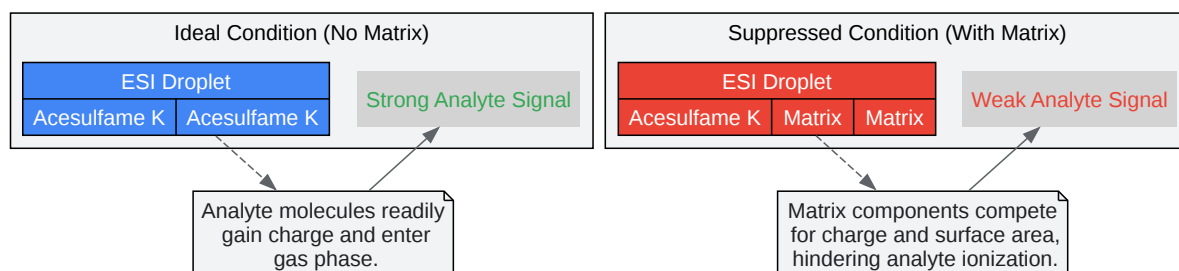 Ideal Condition (No Matrix)
ESI Droplet
Acesulfame K
Acesulfame K
Strong Analyte Signal
Analyte molecules readily
gain charge and enter
gas phase.
Suppressed Condition (With Matrix)
ESI Droplet
Acesulfame K
Matrix
Matrix
Weak Analyte Signal
Matrix components compete
for charge and surface area,
hindering analyte ionization.